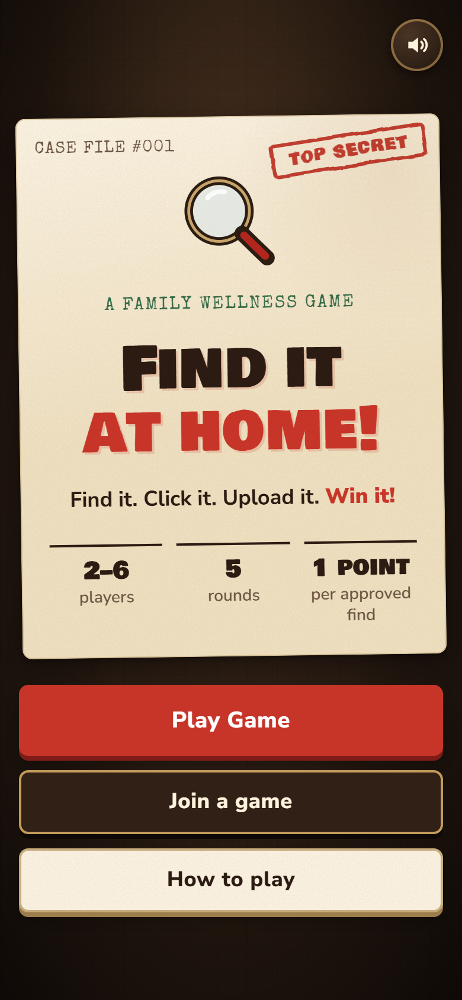 CASE FILE #001
TOP SECRET
A FAMILY WELLNESS GAME
FIND IT
AT HOME!
Find it. Click it. Upload it. Win it!
2–6
players
5
rounds
1 POINT
per approved
find
Play Game
Join a game
How to play